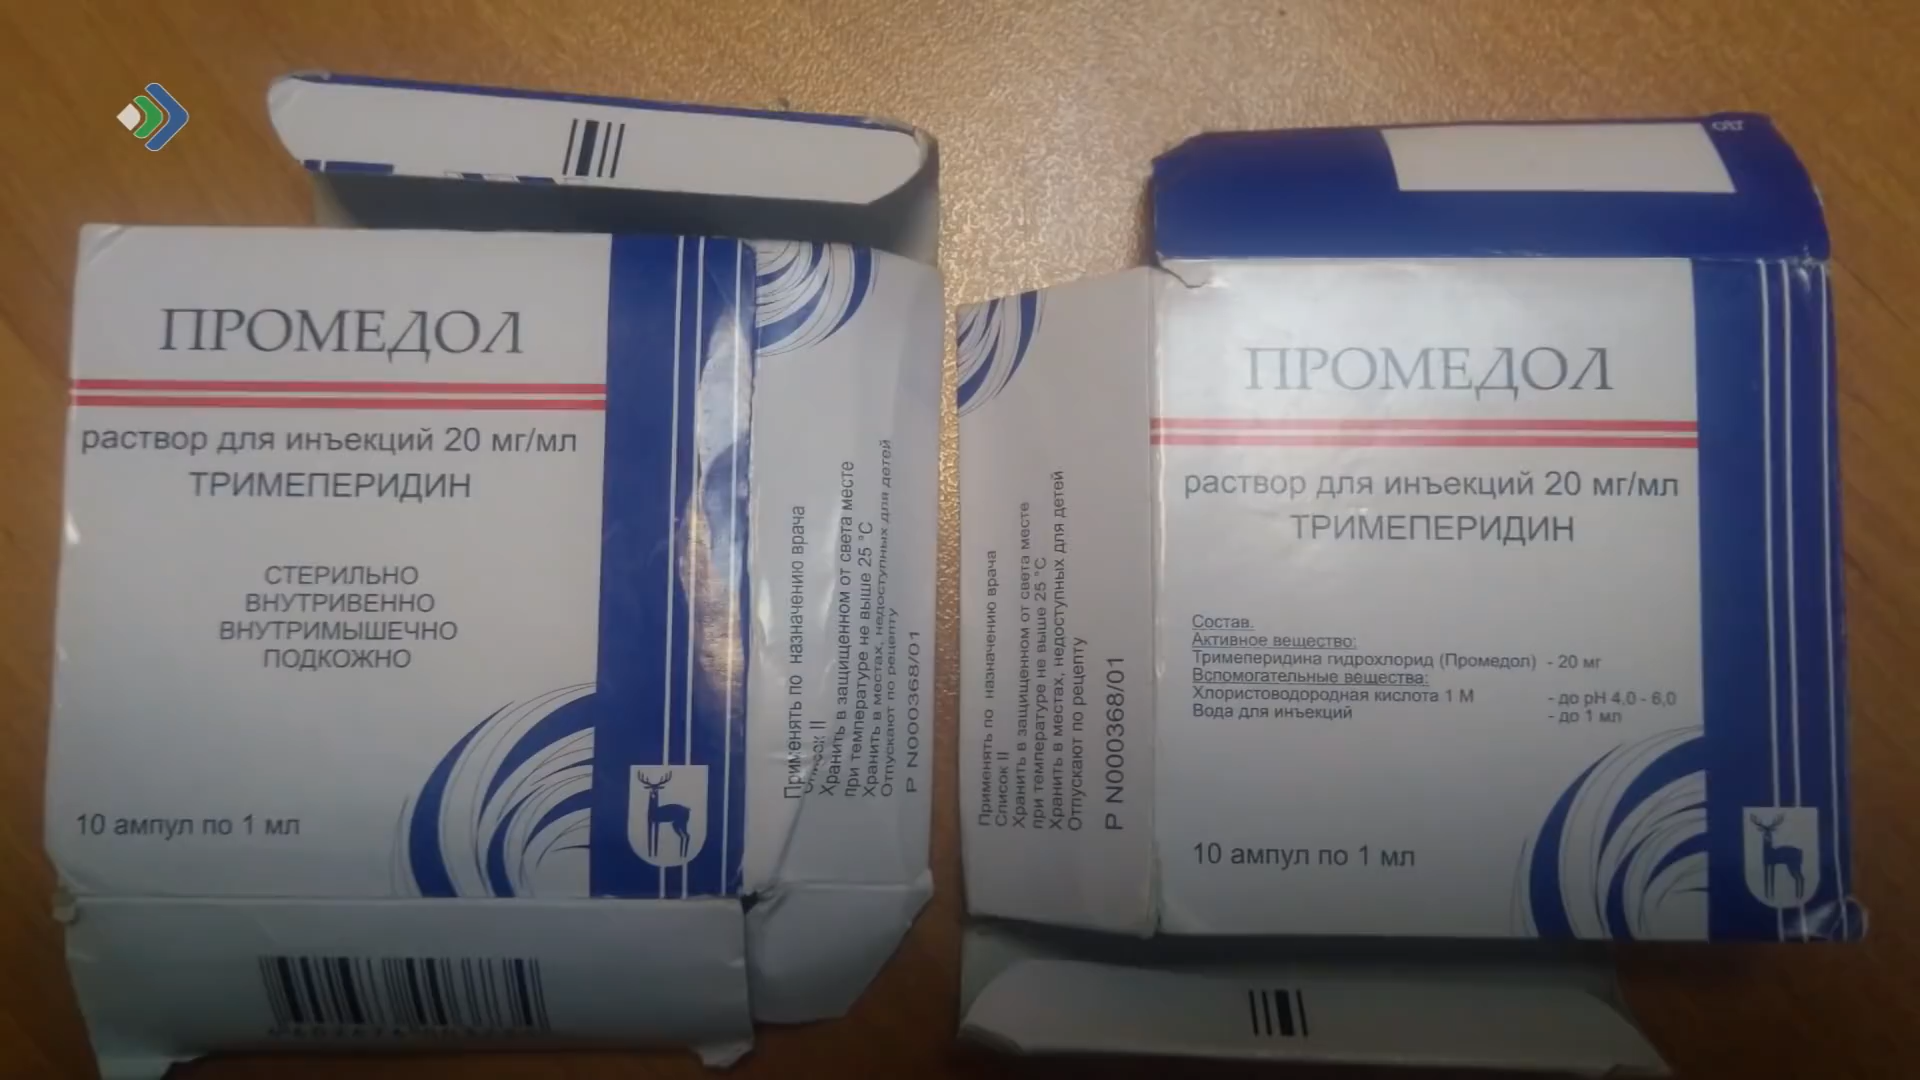 ПРОМЕДОЛ
раствор для инъекций 20 мг/мл
ТРИМЕПЕРИДИН
СТЕРИЛЬНО
ВНУТРИВЕННО
ВНУТРИМЫШЕЧНО
ПОДКОЖНО
10 ампул по 1 мл
Применять по назначению врача
Список II
Хранить в защищенном от света месте
при температуре не выше 25 °C
Хранить в местах, недоступных для детей
Отпускают по рецепту
Р N000368/01
Применять по назначению врача
Список II
Хранить в защищенном от света месте
при температуре не выше 25 °C
Хранить в местах, недоступных для детей
Отпускают по рецепту
Р N000368/01
ПРОМЕДОЛ
раствор для инъекций 20 мг/мл
ТРИМЕПЕРИДИН
Состав.
Активное вещество:
Тримеперидина гидрохлорид (Промедол) - 20 мг
Вспомогательные вещества:
Хлористоводородная кислота 1 М - до pH 4,0 - 6,0
Вода для инъекций - до 1 мл
10 ампул по 1 мл